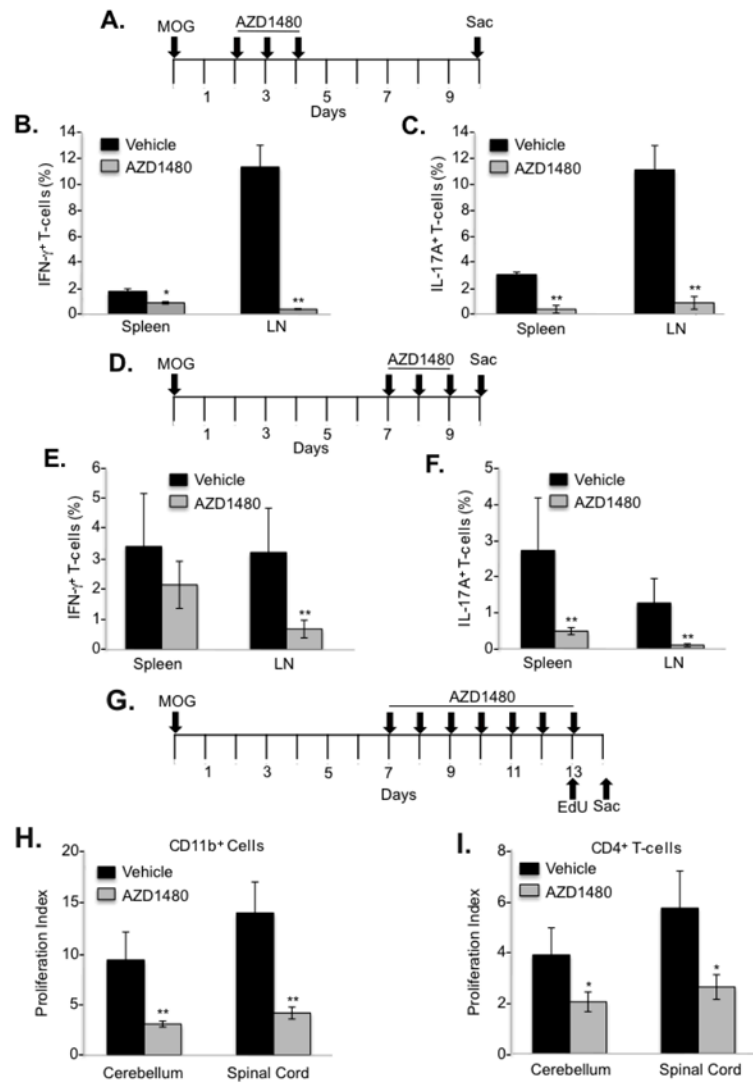 A.
MOG
AZD1480
Sac
1 3 5 7 9
Days
B.
14
12
10
8
6
4
2
0
IFN-γ⁺ T-cells (%)
Vehicle
AZD1480
*
**
Spleen LN
C.
14
12
10
8
6
4
2
0
IL-17A⁺ T-cells (%)
Vehicle
AZD1480
**
**
Spleen LN
D.
MOG
AZD1480
Sac
1 3 5 7 9
Days
E.
6
5
4
3
2
1
0
IFN-γ⁺ T-cells (%)
Vehicle
AZD1480
**
Spleen LN
F.
5
4
3
2
1
0
IL-17A⁺ T-cells (%)
Vehicle
AZD1480
**
**
Spleen LN
G.
MOG
AZD1480
1 3 5 7 9 11 13
Days
EdU Sac
H.
CD11b⁺ Cells
20
15
10
5
0
Proliferation Index
Vehicle
AZD1480
**
**
Cerebellum Spinal Cord
I.
CD4⁺ T-cells
8
6
4
2
0
Proliferation Index
Vehicle
AZD1480
*
*
Cerebellum Spinal Cord